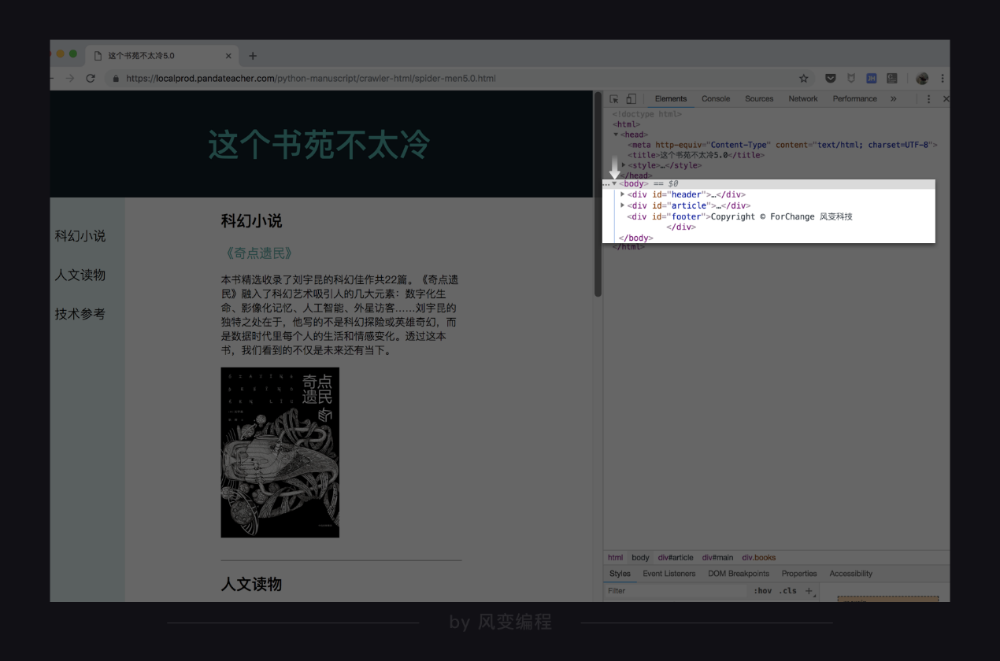 这个书苑不太冷5.0
https://localprod.pandateacher.com/python-manuscript/crawler-html/spider-men5.0.html
这个书苑不太冷
科幻小说
人文读物
技术参考
科幻小说
《奇点遗民》
本书精选收录了刘宇昆的科幻佳作共22篇。《奇点遗
民》融入了科幻艺术吸引人的几大元素：数字化生
命、影像化记忆、人工智能、外星访客……刘宇昆的
独特之处在于，他写的不是科幻探险或英雄奇幻，而
是数据时代里每个人的生活和情感变化。透过这本
书，我们看到的不仅是未来还有当下。
奇点
遗民
人文读物
Elements Console Sources Network Performance »
<!doctype html>
<html>
<head>
<meta http-equiv="Content-Type" content="text/html; charset=UTF-8">
<title>这个书苑不太冷5.0</title>
<style>…</style>
</head>
<body> == $0
<div id="header">…</div>
<div id="article">…</div>
<div id="footer">Copyright © ForChange 风变科技
</div>
</body>
</html>
html body div#article div#main div.books
Styles Event Listeners DOM Breakpoints Properties Accessibility
Filter :hov .cls +
by 风变编程